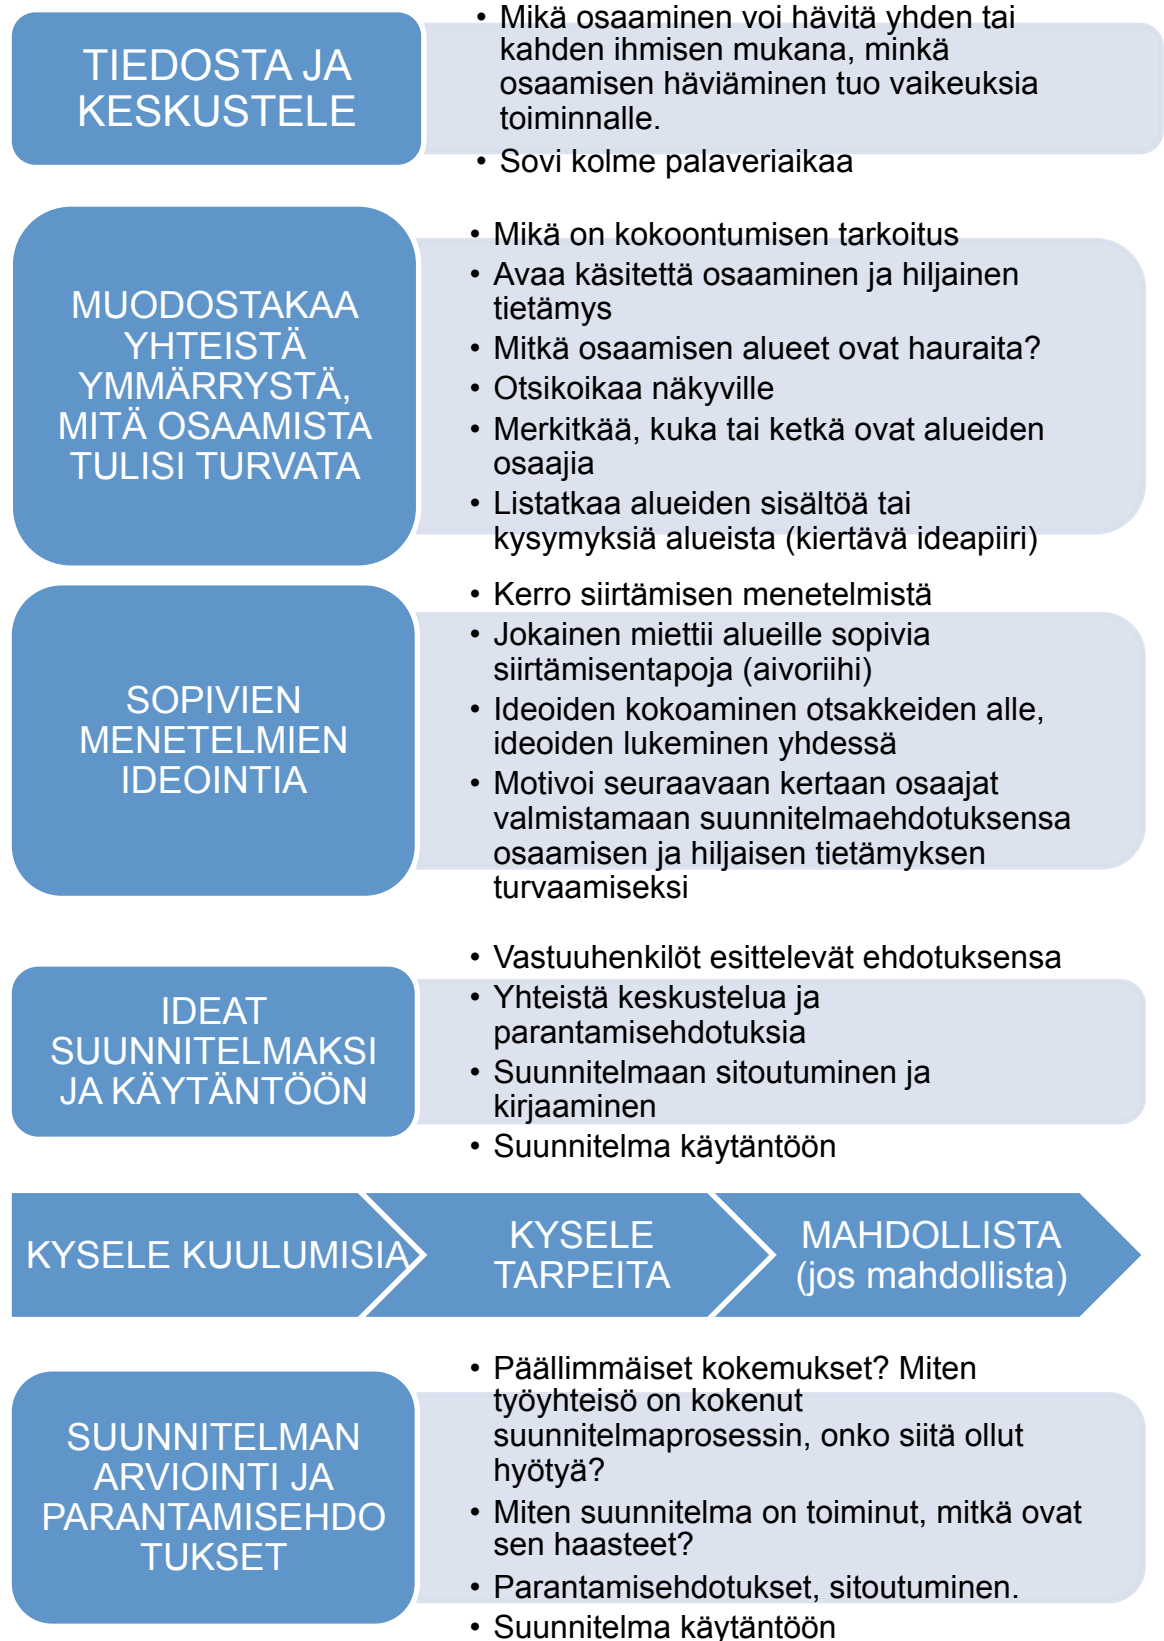 TIEDOSTA JA
KESKUSTELE
• Mikä osaaminen voi hävitä yhden tai
kahden ihmisen mukana, minkä
osaamisen häviäminen tuo vaikeuksia
toiminnalle.
• Sovi kolme palaveriaikaa
MUODOSTAKAA
YHTEISTÄ
YMMÄRRYSTÄ,
MITÄ OSAAMISTA
TULISI TURVATA
• Mikä on kokoontumisen tarkoitus
• Avaa käsitettä osaaminen ja hiljainen
tietämys
• Mitkä osaamisen alueet ovat hauraita?
• Otsikoikaa näkyville
• Merkitkää, kuka tai ketkä ovat alueiden
osaajia
• Listatkaa alueiden sisältöä tai
kysymyksiä alueista (kiertävä ideapiiri)
SOPIVIEN
MENETELMIEN
IDEOINTIA
• Kerro siirtämisen menetelmistä
• Jokainen miettii alueille sopivia
siirtämisentapoja (aivoriihi)
• Ideoiden kokoaminen otsakkeiden alle,
ideoiden lukeminen yhdessä
• Motivoi seuraavaan kertaan osaajat
valmistamaan suunnitelmaehdotuksensa
osaamisen ja hiljaisen tietämyksen
turvaamiseksi
IDEAT
SUUNNITELMAKSI
JA KÄYTÄNTÖÖN
• Vastuuhenkilöt esittelevät ehdotuksensa
• Yhteistä keskustelua ja
parantamisehdotuksia
• Suunnitelmaan sitoutuminen ja
kirjaaminen
• Suunnitelma käytäntöön
KYSELE KUULUMISIA
KYSELE
TARPEITA
MAHDOLLISTA
(jos mahdollista)
SUUNNITELMAN
ARVIOINTI JA
PARANTAMISEHDO
TUKSET
• Päällimmäiset kokemukset? Miten
työyhteisö on kokenut
suunnitelmaprosessin, onko siitä ollut
hyötyä?
• Miten suunnitelma on toiminut, mitkä ovat
sen haasteet?
• Parantamisehdotukset, sitoutuminen.
• Suunnitelma käytäntöön